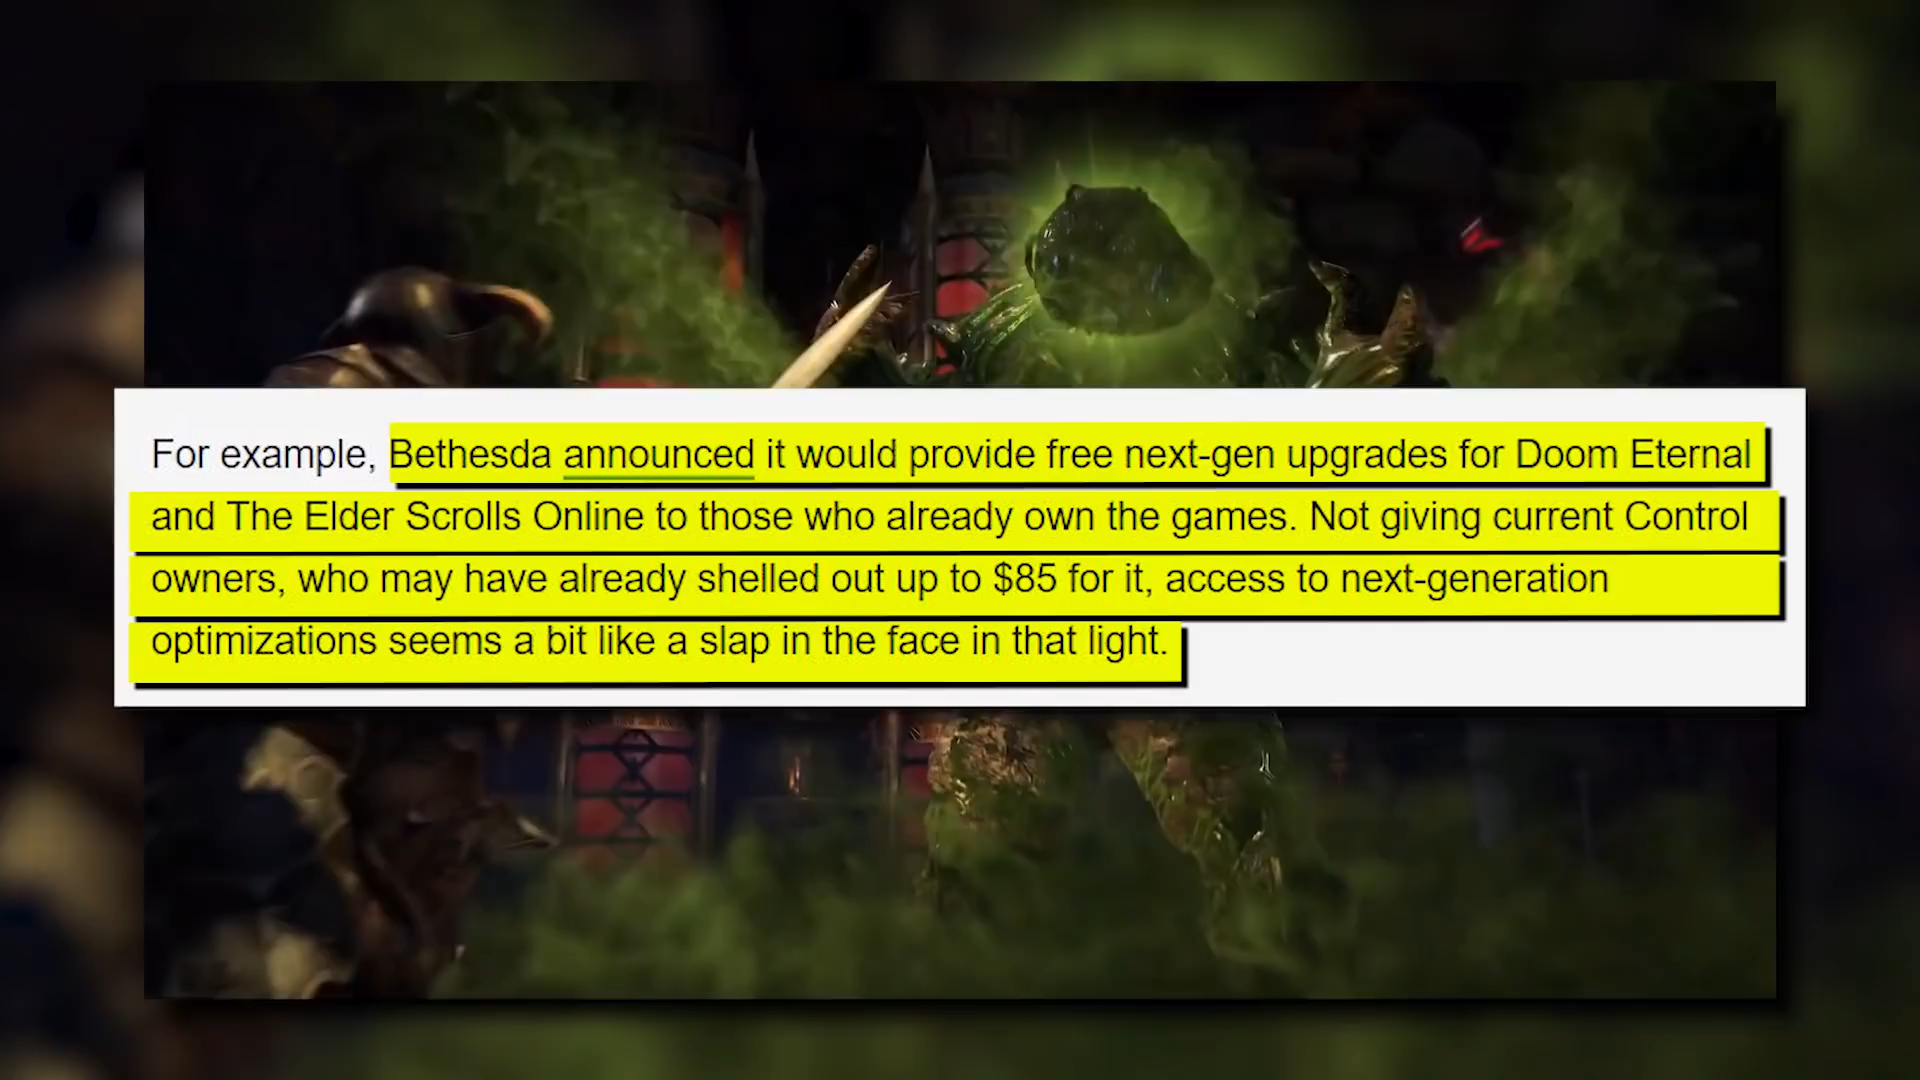 For example, Bethesda announced it would provide free next-gen upgrades for Doom Eternal
and The Elder Scrolls Online to those who already own the games. Not giving current Control
owners, who may have already shelled out up to $85 for it, access to next-generation
optimizations seems a bit like a slap in the face in that light.